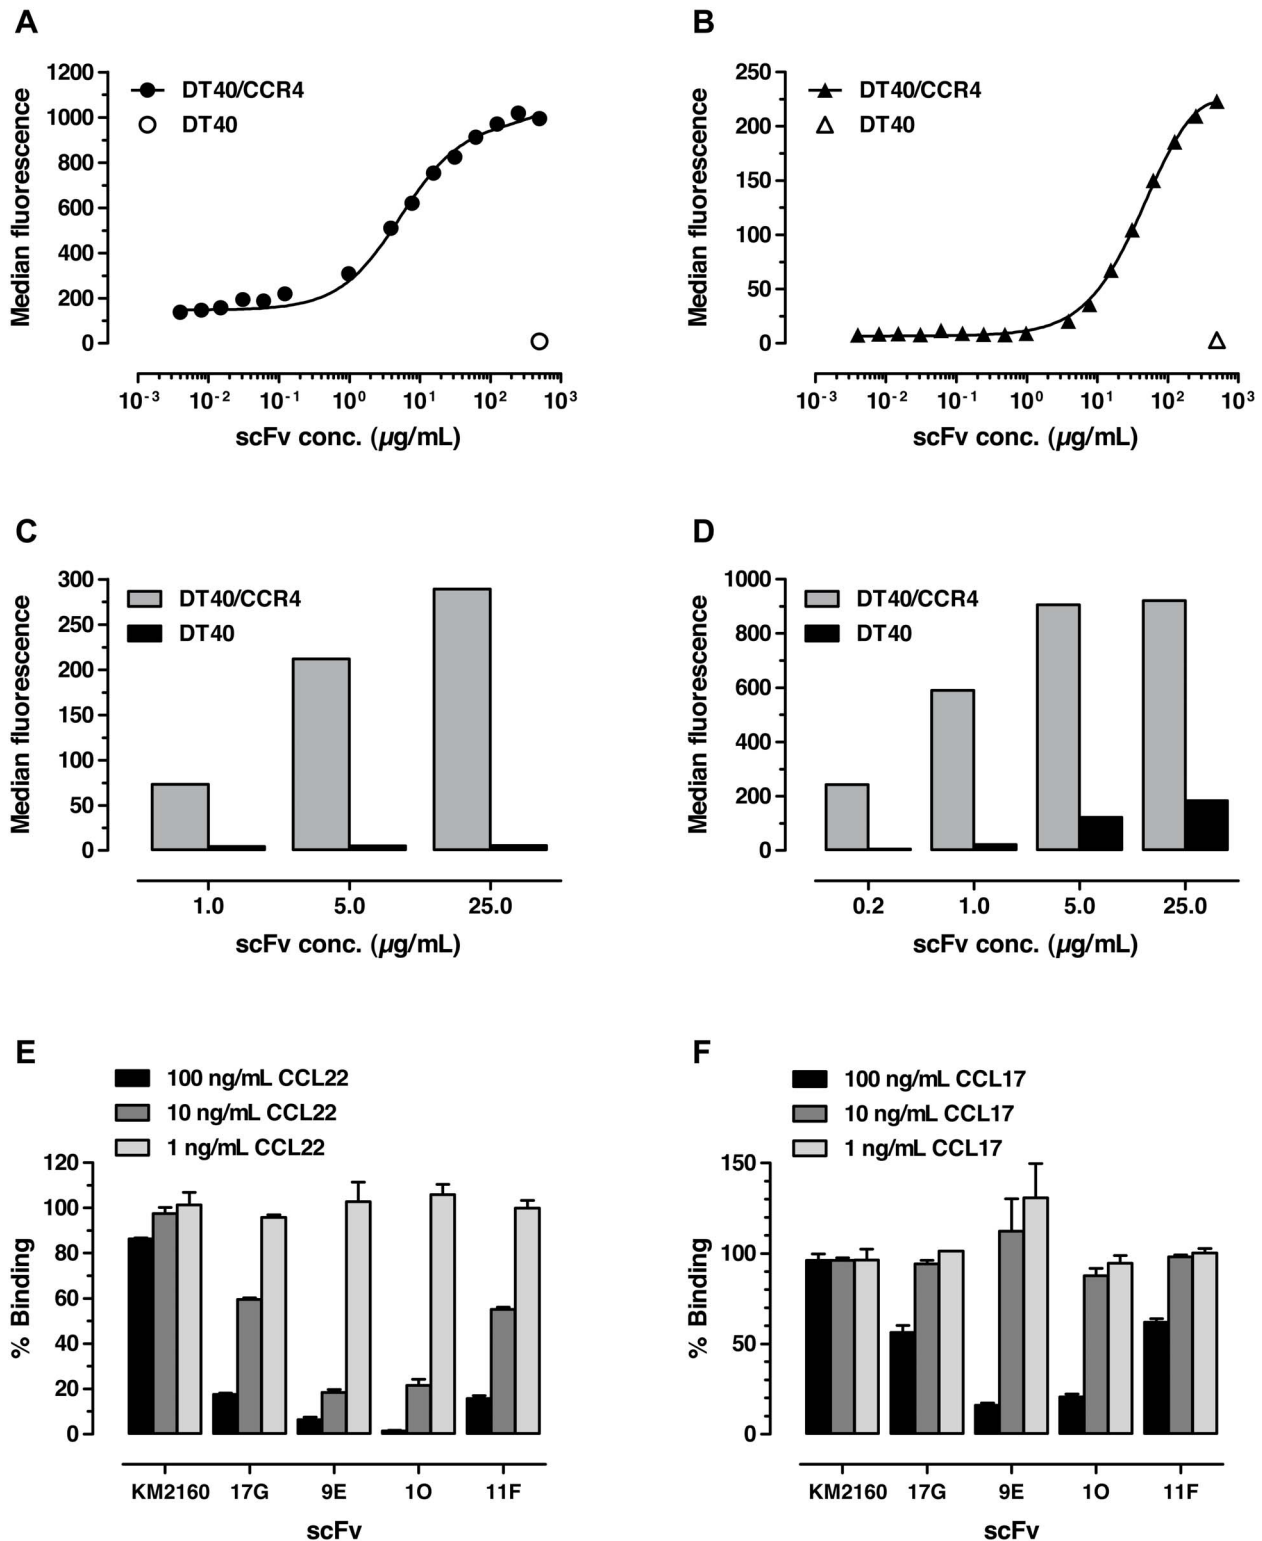 A
1200
1000
800
600
400
200
0
Median fluorescence
DT40/CCR4
DT40
10⁻³ 10⁻² 10⁻¹ 10⁰ 10¹ 10² 10³
scFv conc. (µg/mL)
B
250
200
150
100
50
0
Median fluorescence
DT40/CCR4
DT40
10⁻³ 10⁻² 10⁻¹ 10⁰ 10¹ 10² 10³
scFv conc. (µg/mL)
C
300
250
200
150
100
50
0
Median fluorescence
DT40/CCR4
DT40
1.0 5.0 25.0
scFv conc. (µg/mL)
D
1000
800
600
400
200
0
Median fluorescence
DT40/CCR4
DT40
0.2 1.0 5.0 25.0
scFv conc. (µg/mL)
E
100 ng/mL CCL22
10 ng/mL CCL22
1 ng/mL CCL22
120
100
80
60
40
20
0
% Binding
KM2160 17G 9E 1O 11F
scFv
F
100 ng/mL CCL17
10 ng/mL CCL17
1 ng/mL CCL17
150
100
50
0
% Binding
KM2160 17G 9E 1O 11F
scFv